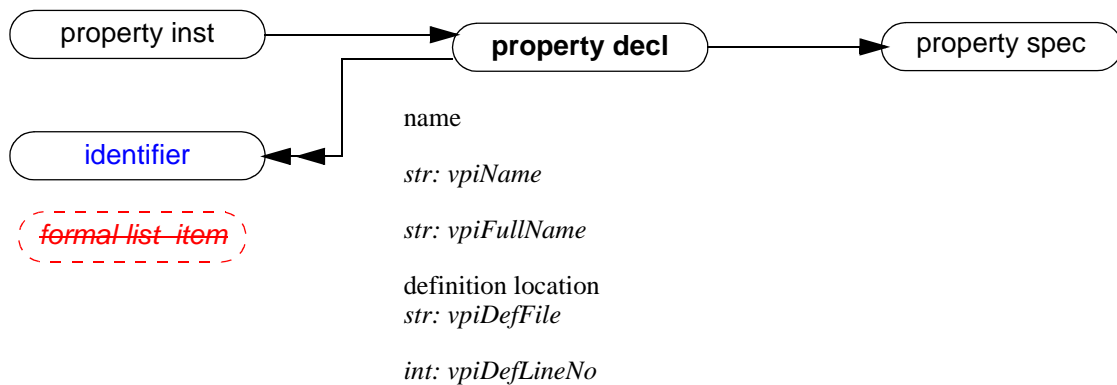 property inst
property decl
property spec
identifier
formal list item
name
str: vpiName
str: vpiFullName
definition location
str: vpiDefFile
int: vpiDefLineNo